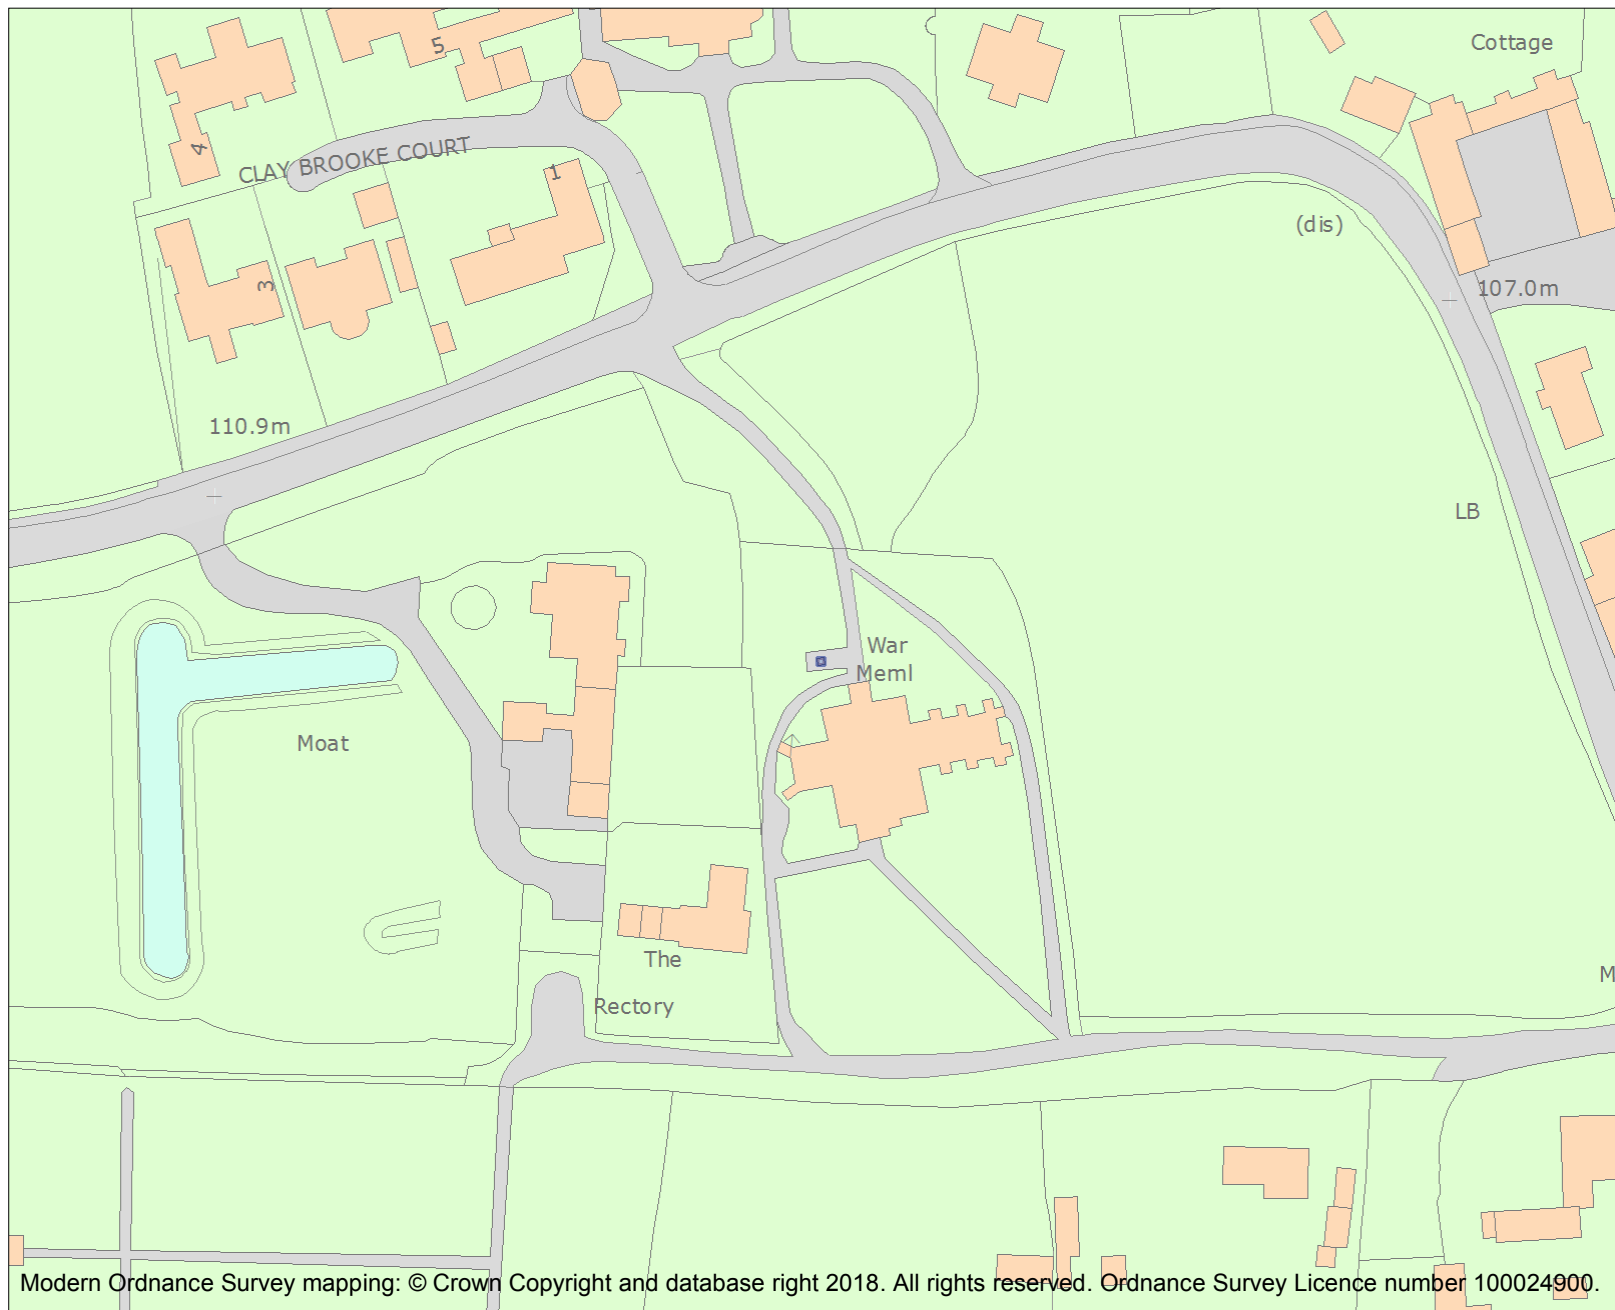 Cottage
5
4
CLAY BROOKE COURT
1
(dis)
3
107.0m
110.9m
LB
War
Meml
Moat
The
Rectory
M
Modern Ordnance Survey mapping: © Crown Copyright and database right 2018. All rights reserved. Ordnance Survey Licence number 100024900.